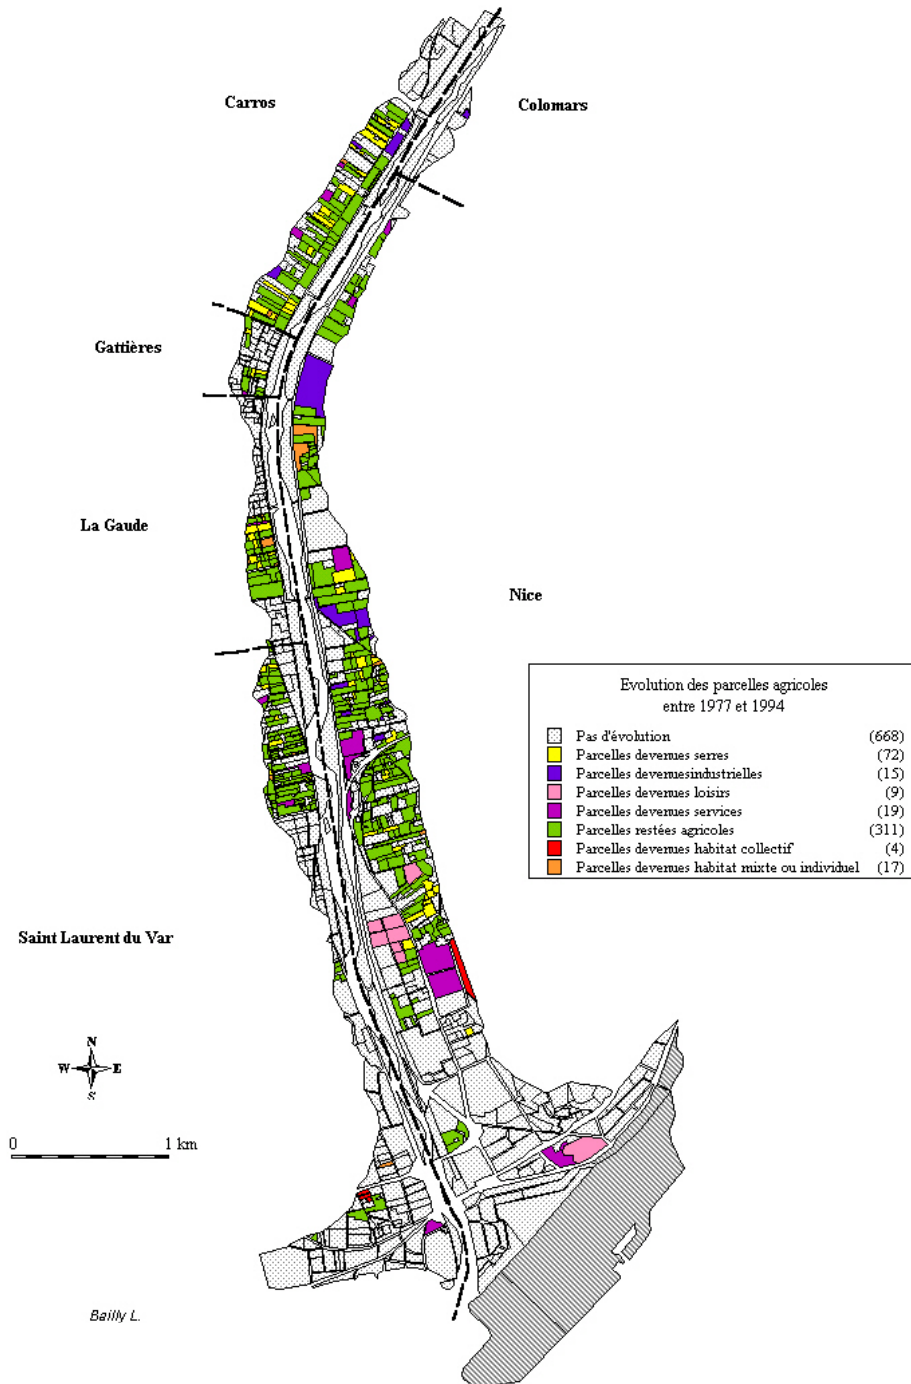 Carros
Colomars
Gattières
La Gaude
Nice
Evolution des parcelles agricoles
entre 1977 et 1994
Pas d'évolution (668)
Parcelles devenues serres (72)
Parcelles devenuesindustrielles (15)
Parcelles devenues loisirs (9)
Parcelles devenues services (19)
Parcelles restées agricoles (311)
Parcelles devenues habitat collectif (4)
Parcelles devenues habitat mixte ou individuel (17)
Saint Laurent du Var
N
W E
S
0 1 km
Bailly L.